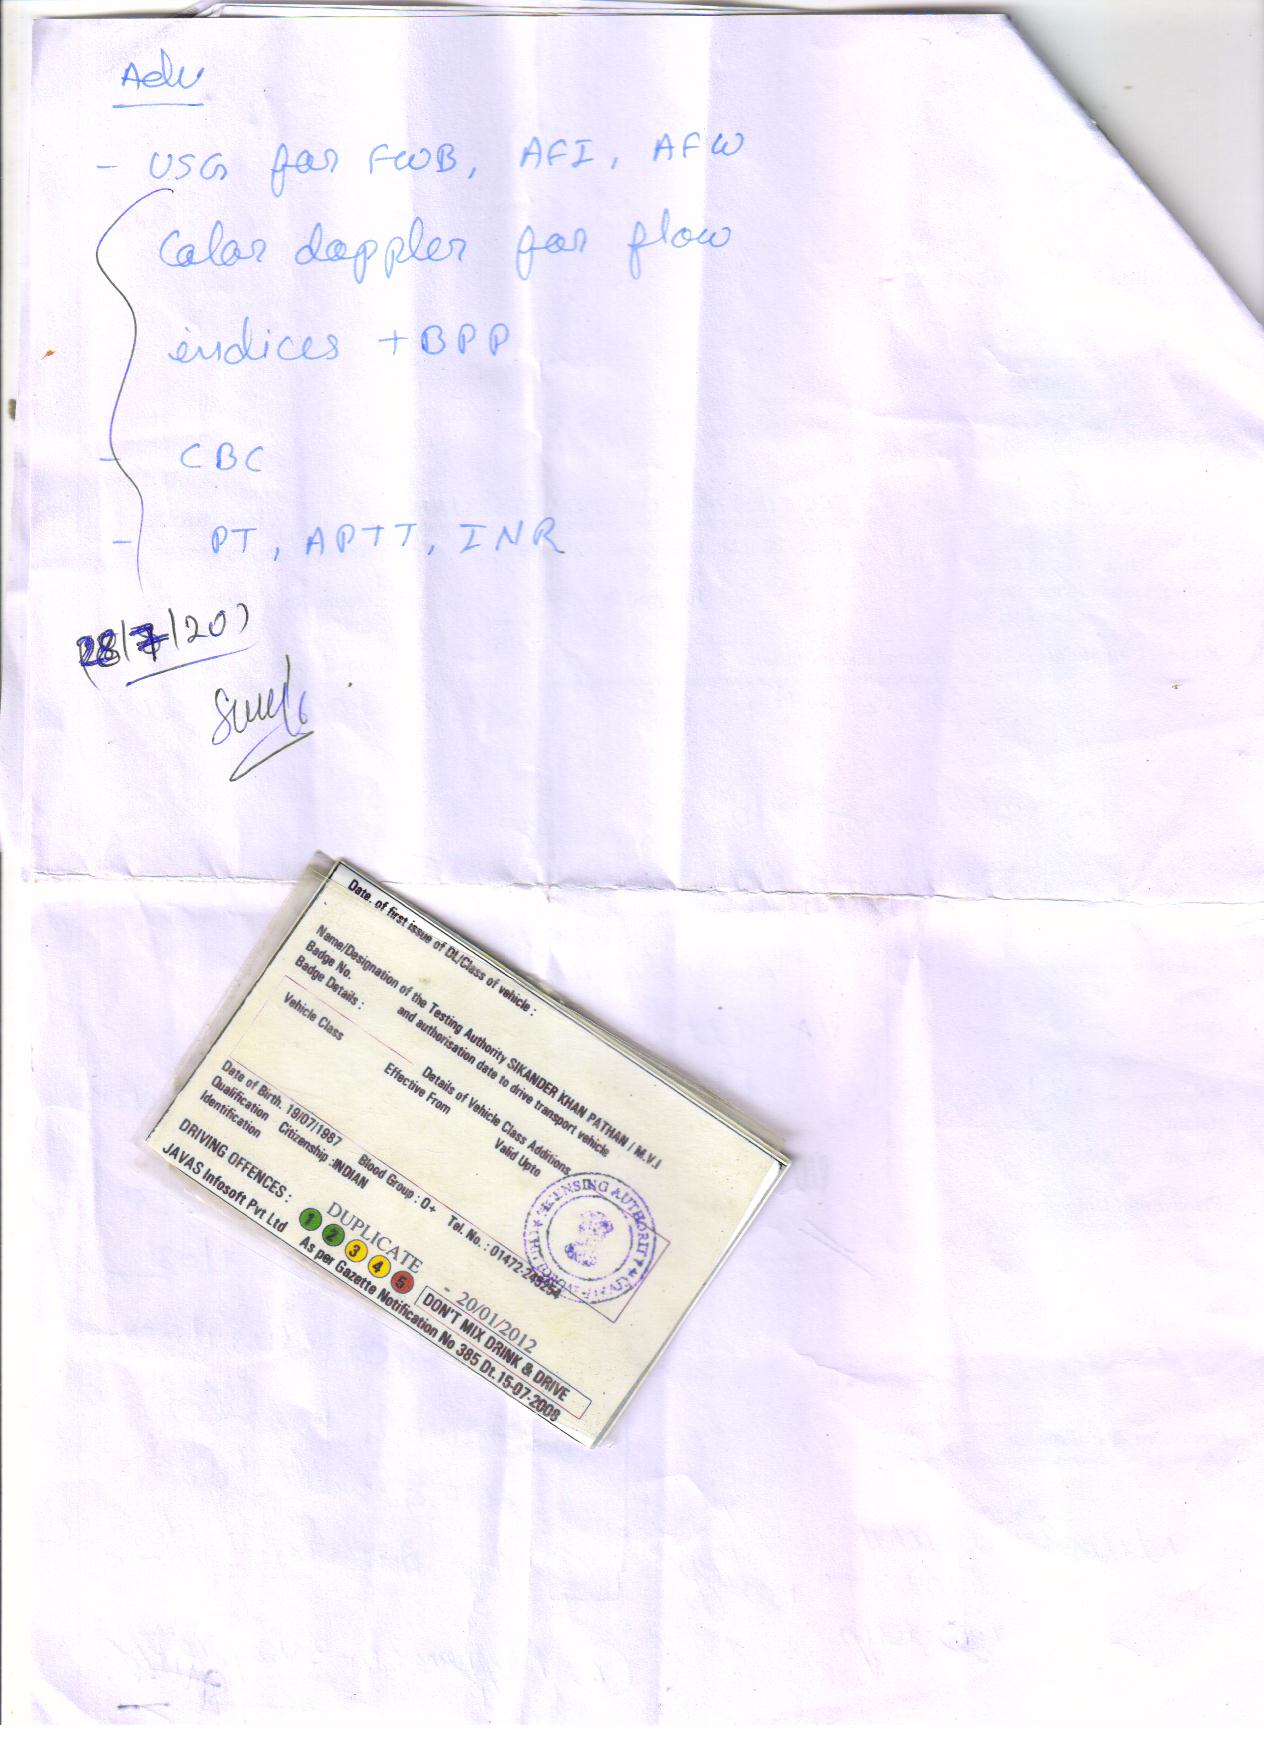 Adv
- USG for FWB, AFI, AFW
Color doppler for flow
indices + BPP
- CBC
- PT, APTT, INR
28/7/20
Date. of first issue of DL/Class of vehicle :
Name/Designation of the Testing Authority SIKANDER KHAN PATHAN / M.V.I
Badge No. and authorisation date to drive transport vehicle
Badge Details :
Details of Vehicle Class Additions
Vehicle Class Effective From Valid Upto
Date of Birth. 19/07/1987 Blood Group : O+ Tel. No. : 01472-245254
Qualification Citizenship :INDIAN
Identification
DUPLICATE - 20/01/2012
DRIVING OFFENCES : 1 2 3 4 5 DON'T MIX DRINK & DRIVE
JAVAS Infosoft Pvt Ltd As per Gazette Notification No 385 Dt. 15-07-2008
LICENSING AUTHORITY